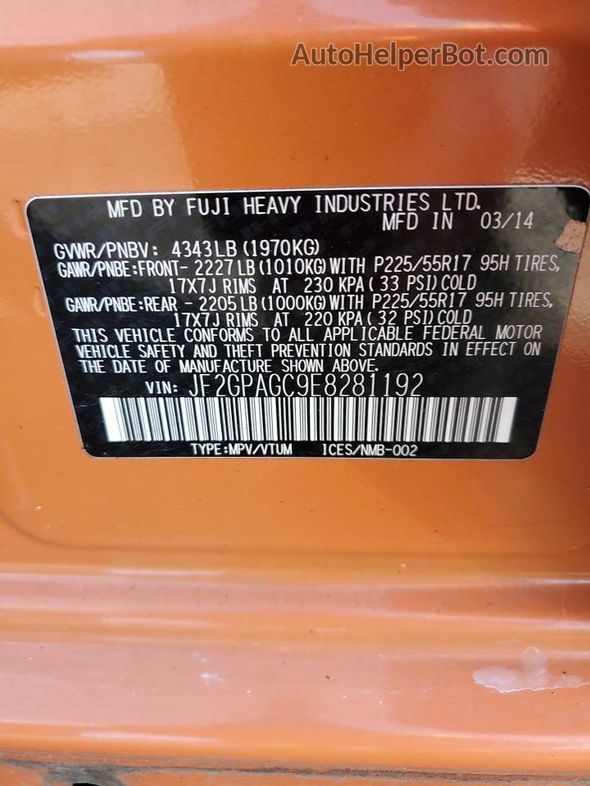 AutoHelperBot.com
MFD BY FUJI HEAVY INDUSTRIES LTD.
MFD IN 03/14
GVWR/PNBV: 4343LB (1970KG)
GAWR/PNBE:FRONT- 2227LB (1010KG) WITH P225/55R17 95H TIRES,
17X7J RIMS AT 230 KPA ( 33 PSI) COLD
GAWR/PNBE:REAR - 2205LB (1000KG) WITH P225/55R17 95H TIRES,
17X7J RIMS AT 220 KPA ( 32 PSI) COLD
THIS VEHICLE CONFORMS TO ALL APPLICABLE FEDERAL MOTOR
VEHICLE SAFETY AND THEFT PREVENTION STANDARDS IN EFFECT ON
THE DATE OF MANUFACTURE SHOWN ABOVE.
VIN: JF2GPAGC9E8281192
TYPE:MPV/VTUM ICES/NMB-002